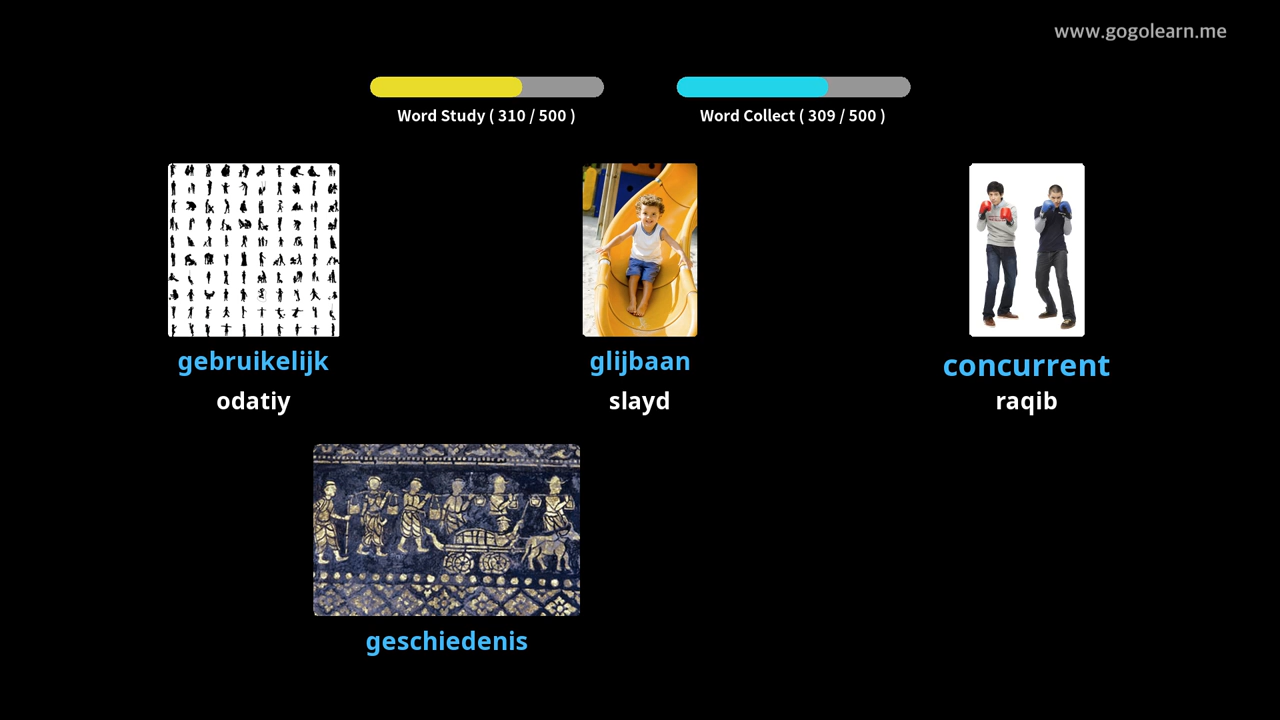 www.gogolearn.me
Word Study ( 310 / 500 )
Word Collect ( 309 / 500 )
gebruikelijk
odatiy
glijbaan
slayd
concurrent
raqib
geschiedenis